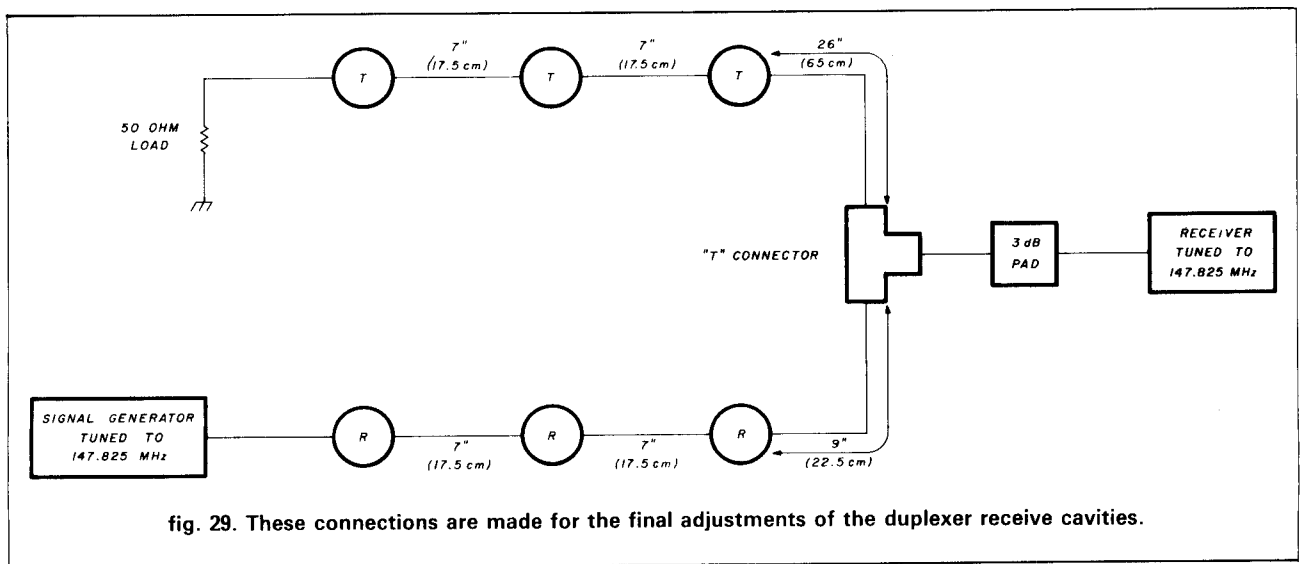 7"
(17.5 cm)
7"
(17.5 cm)
26"
(65 cm)
T
T
T
50 OHM
LOAD
"T" CONNECTOR
3 dB
PAD
RECEIVER
TUNED TO
147.825 MHz
SIGNAL GENERATOR
TUNED TO
147.825 MHz
R
R
R
7"
(17.5 cm)
7"
(17.5 cm)
9"
(22.5 cm)
fig. 29. These connections are made for the final adjustments of the duplexer receive cavities.